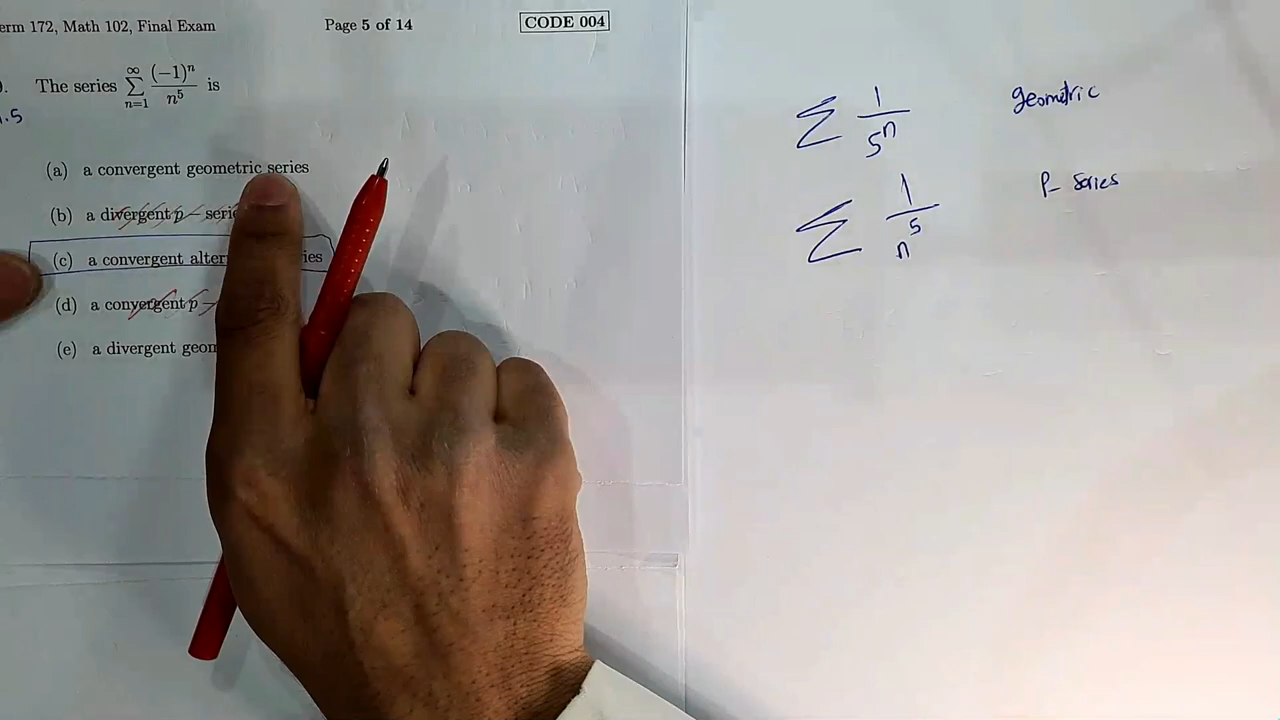 erm 172, Math 102, Final Exam Page 5 of 14 CODE 004
The series ∑_{n=1}^{∞} (−1)^n / n^5 is
.5
(a) a convergent geometric series
(b) a divergent p − serie
(c) a convergent alter ies
(d) a convergent p −
(e) a divergent geom
∑ 1 / 5^n geometric
∑ 1 / n^5 P- series